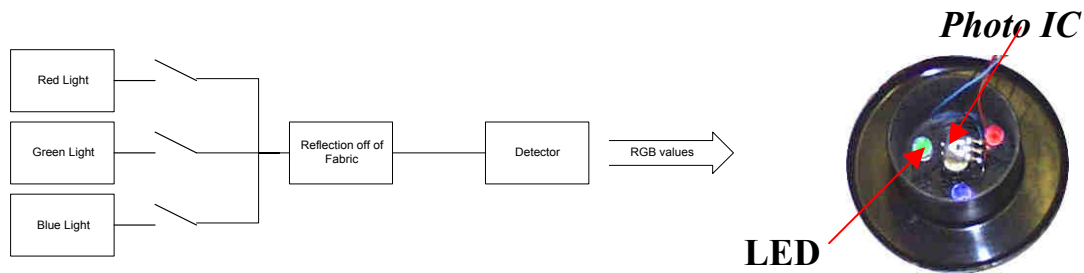 Photo IC
Red Light
Green Light
Blue Light
Reflection off of
Fabric
Detector
RGB values
LED